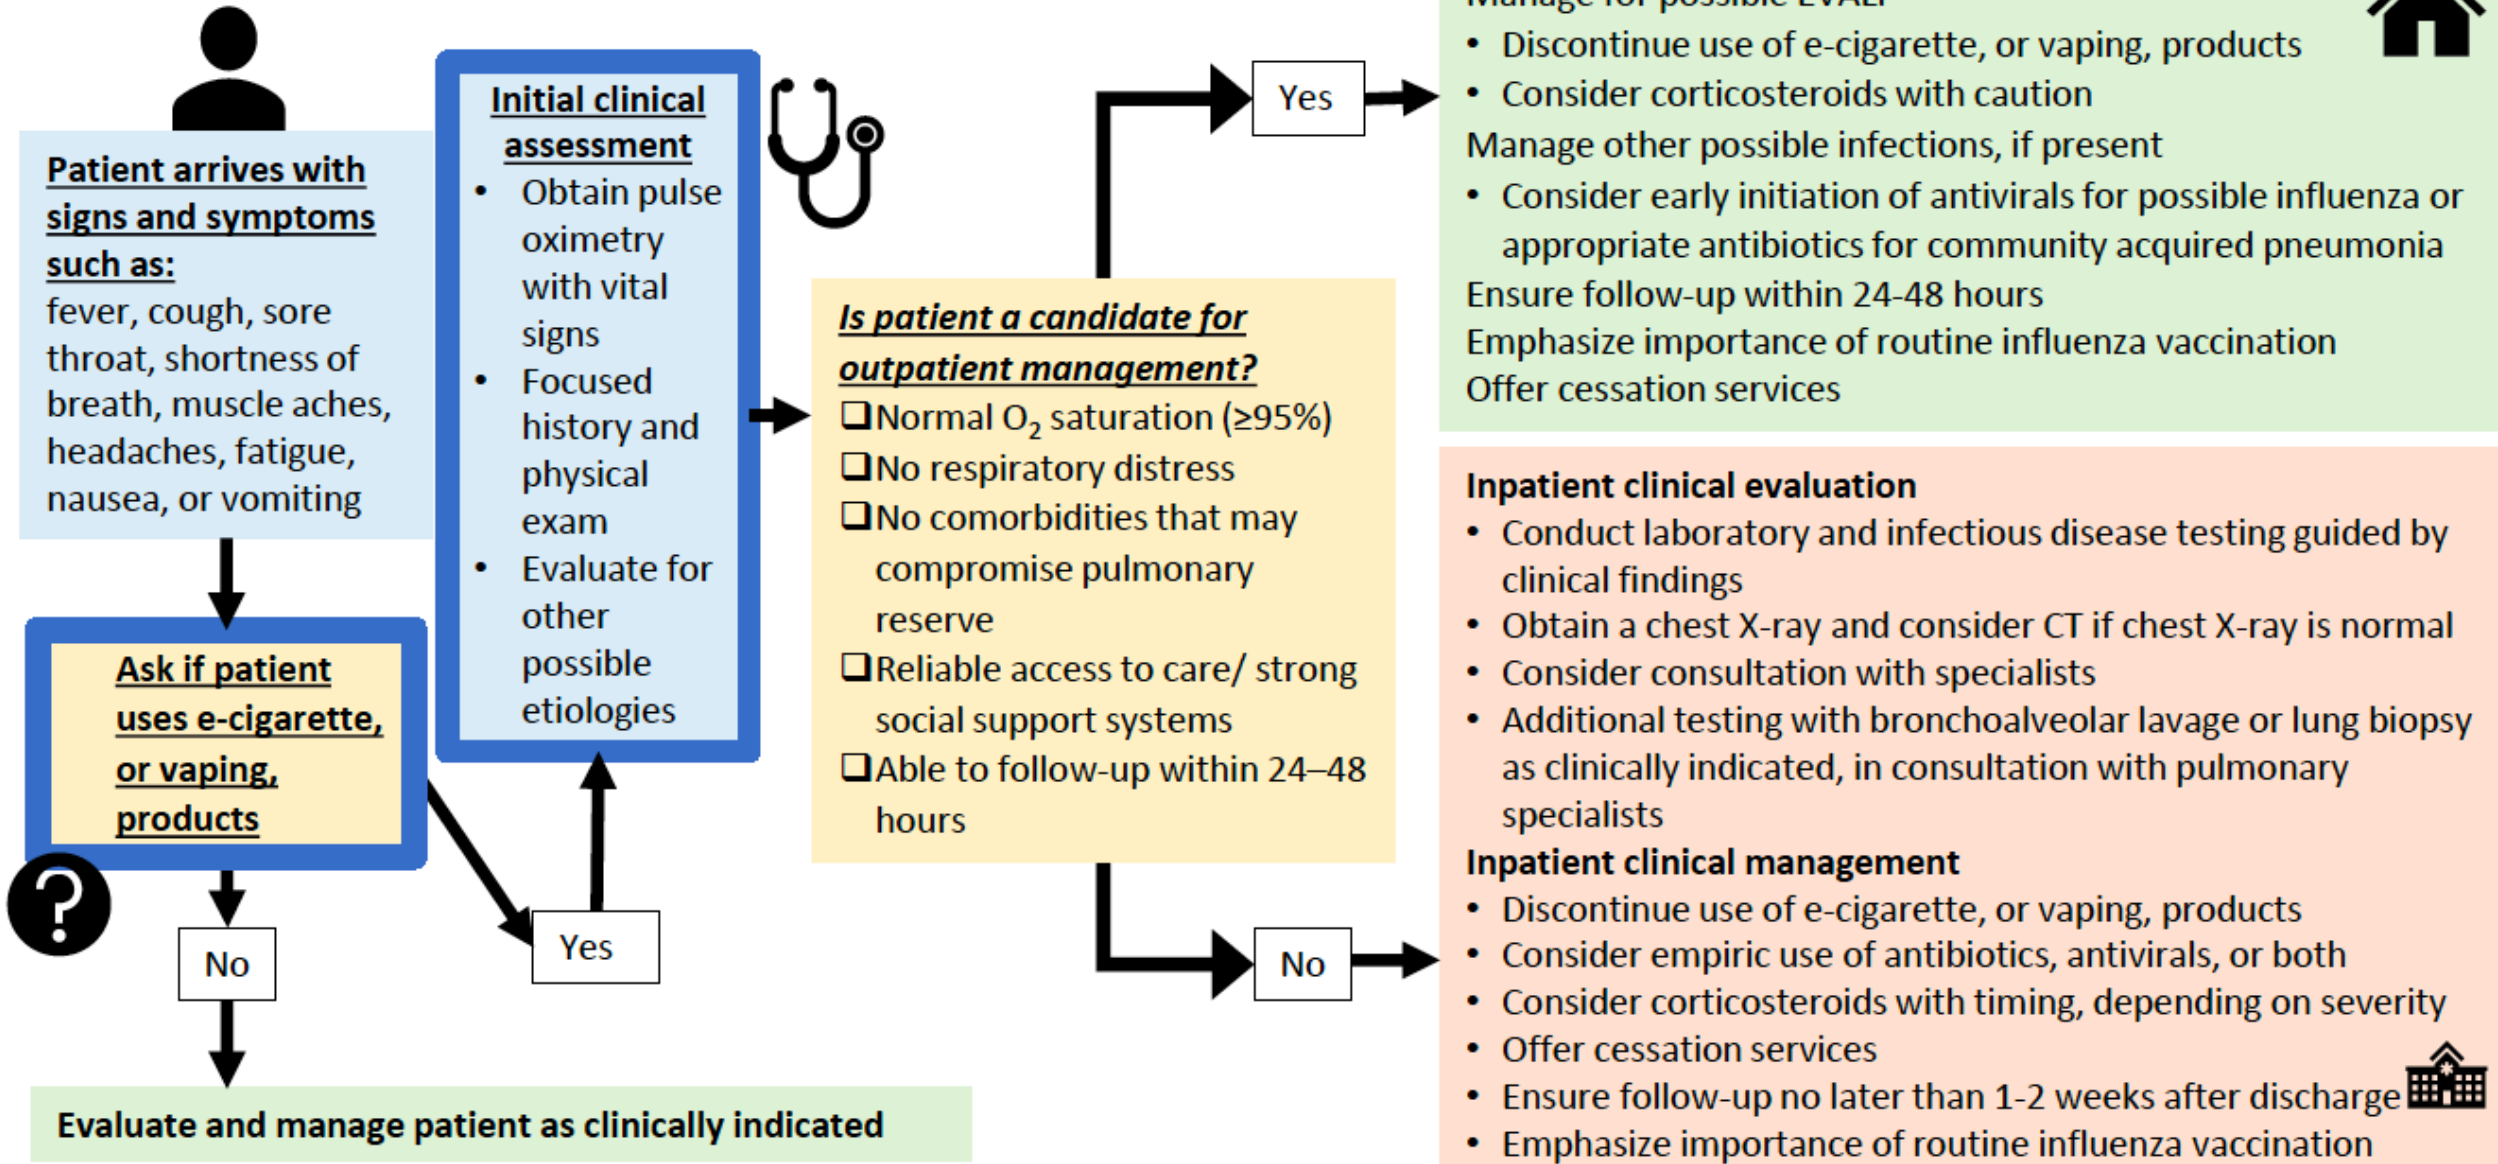 Patient arrives with
signs and symptoms
such as:
fever, cough, sore
throat, shortness of
breath, muscle aches,
headaches, fatigue,
nausea, or vomiting
Ask if patient
uses e-cigarette,
or vaping,
products
?
No
Evaluate and manage patient as clinically indicated
Yes
Initial clinical
assessment
• Obtain pulse
oximetry
with vital
signs
• Focused
history and
physical
exam
• Evaluate for
other
possible
etiologies
Is patient a candidate for
outpatient management?
❑Normal O₂ saturation (≥95%)
❑No respiratory distress
❑No comorbidities that may
compromise pulmonary
reserve
❑Reliable access to care/ strong
social support systems
❑Able to follow-up within 24–48
hours
Yes
Manage for possible EVALI
• Discontinue use of e-cigarette, or vaping, products
• Consider corticosteroids with caution
Manage other possible infections, if present
• Consider early initiation of antivirals for possible influenza or
appropriate antibiotics for community acquired pneumonia
Ensure follow-up within 24-48 hours
Emphasize importance of routine influenza vaccination
Offer cessation services
No
Inpatient clinical evaluation
• Conduct laboratory and infectious disease testing guided by
clinical findings
• Obtain a chest X-ray and consider CT if chest X-ray is normal
• Consider consultation with specialists
• Additional testing with bronchoalveolar lavage or lung biopsy
as clinically indicated, in consultation with pulmonary
specialists
Inpatient clinical management
• Discontinue use of e-cigarette, or vaping, products
• Consider empiric use of antibiotics, antivirals, or both
• Consider corticosteroids with timing, depending on severity
• Offer cessation services
• Ensure follow-up no later than 1-2 weeks after discharge
• Emphasize importance of routine influenza vaccination